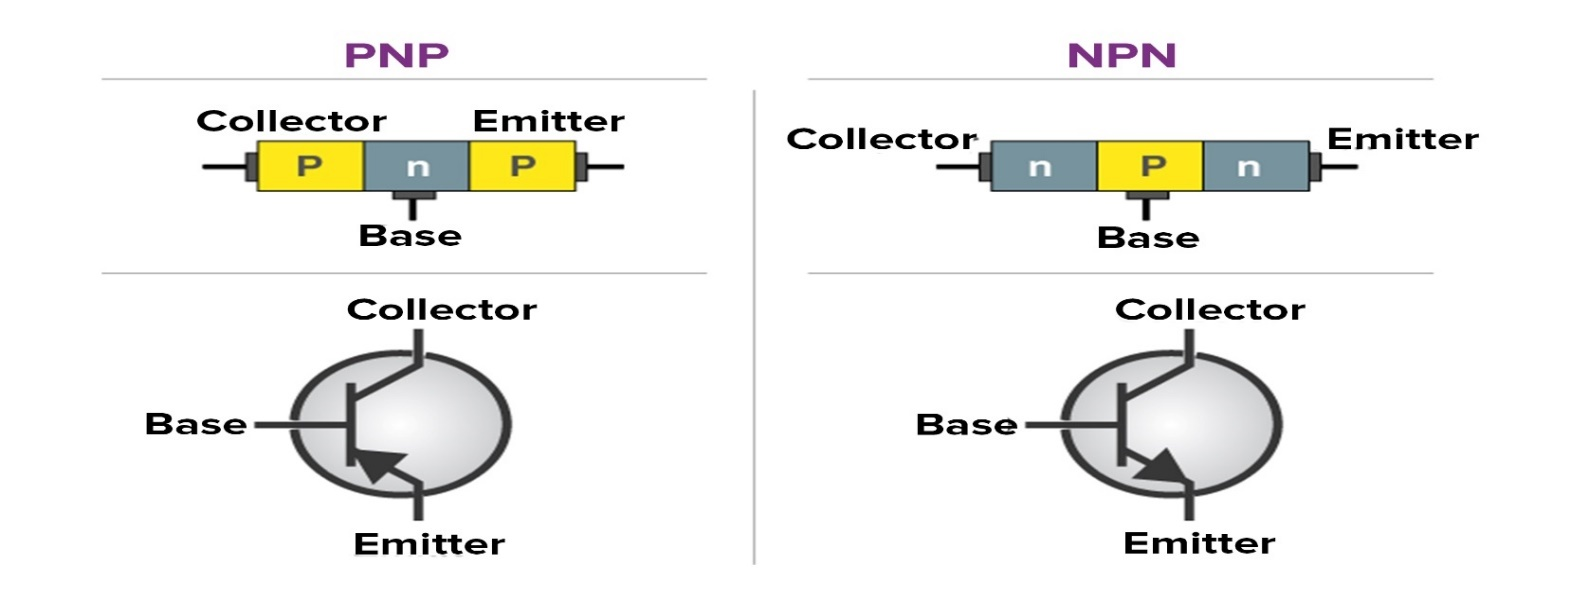 PNP
Collector Emitter
P n P
Base
Collector
Base
Emitter
NPN
Collector Emitter
n P n
Base
Collector
Base
Emitter